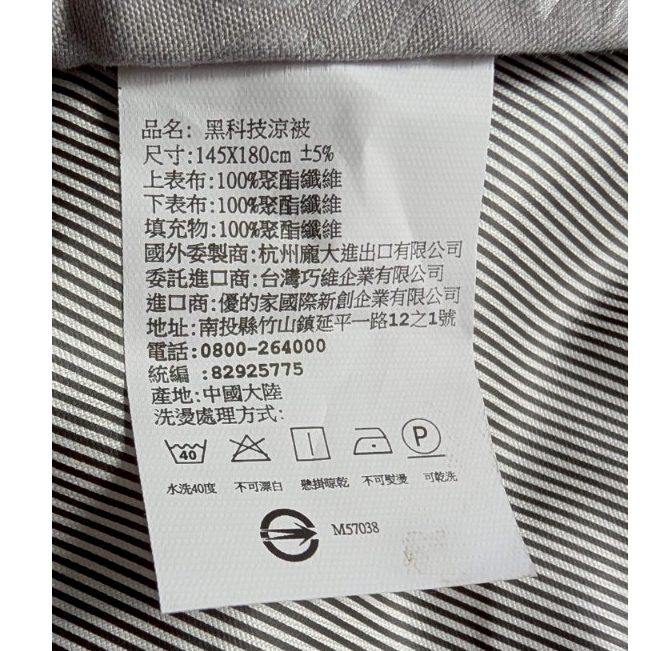 品名: 黑科技涼被
尺寸:145X180cm ±5%
上表布:100%聚酯纖維
下表布:100%聚酯纖維
填充物:100%聚酯纖維
國外委製商:杭州龐大進出口有限公司
委託進口商:台灣巧維企業有限公司
進口商:優的家國際新創企業有限公司
地址:南投縣竹山鎮延平一路12之1號
電話:0800-264000
統編 :82925775
產地:中國大陸
洗燙處理方式:
40 P
水洗40度 不可漂白 懸掛晾乾 不可熨燙 可乾洗
M57038